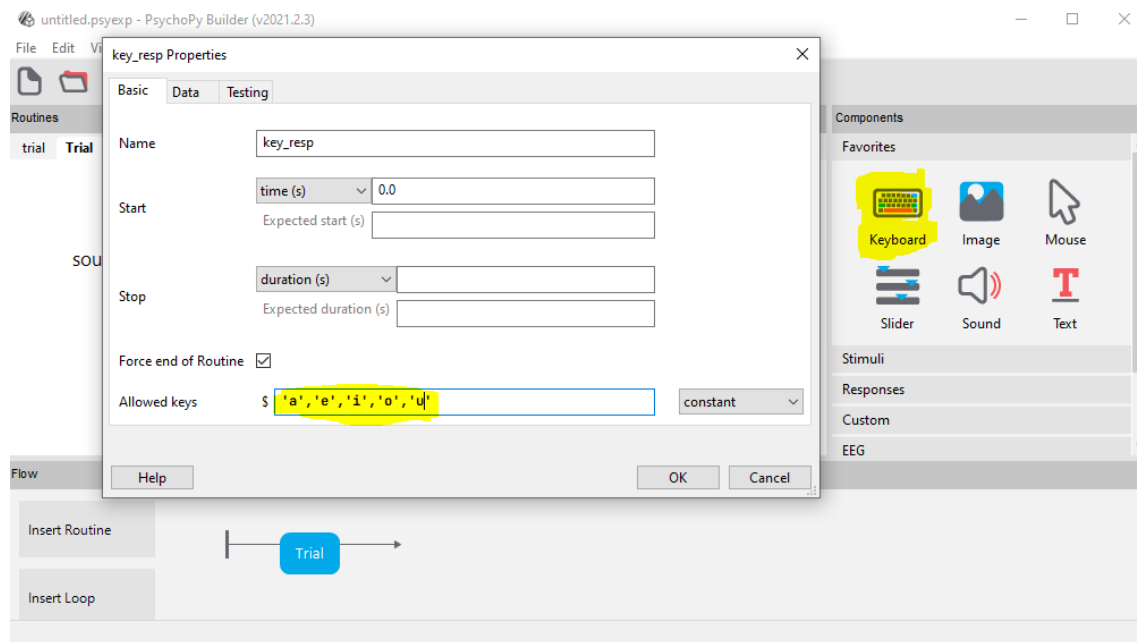 untitled.psyexp - PsychoPy Builder (v2021.2.3)
File Edit
key_resp Properties
Basic Data Testing
Routines
trial Trial
Name key_resp
Start time (s) 0.0
Expected start (s)
Stop duration (s)
Expected duration (s)
Force end of Routine
Allowed keys $ 'a','e','i','o','u' constant
Help OK Cancel
Components
Favorites
Keyboard Image Mouse
Slider Sound Text
Stimuli
Responses
Custom
EEG
Flow
Insert Routine
Trial
Insert Loop